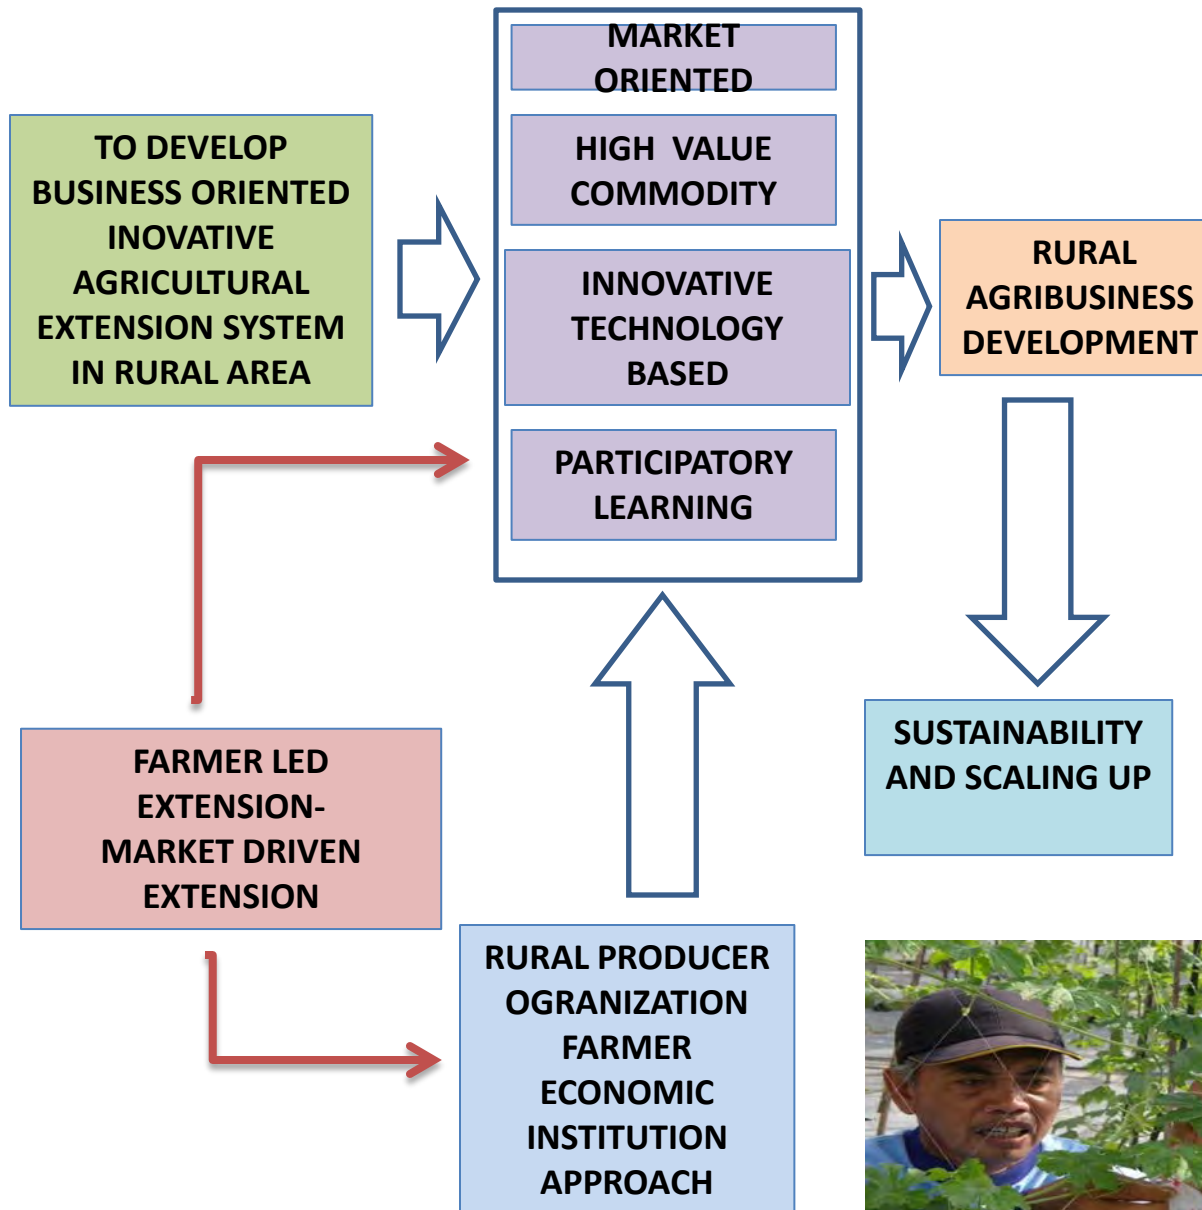 MARKET
ORIENTED
TO DEVELOP
BUSINESS ORIENTED
INOVATIVE
AGRICULTURAL
EXTENSION SYSTEM
IN RURAL AREA
HIGH VALUE
COMMODITY
INNOVATIVE
TECHNOLOGY
BASED
RURAL
AGRIBUSINESS
DEVELOPMENT
PARTICIPATORY
LEARNING
FARMER LED
EXTENSION-
MARKET DRIVEN
EXTENSION
SUSTAINABILITY
AND SCALING UP
RURAL PRODUCER
OGRANIZATION
FARMER
ECONOMIC
INSTITUTION
APPROACH